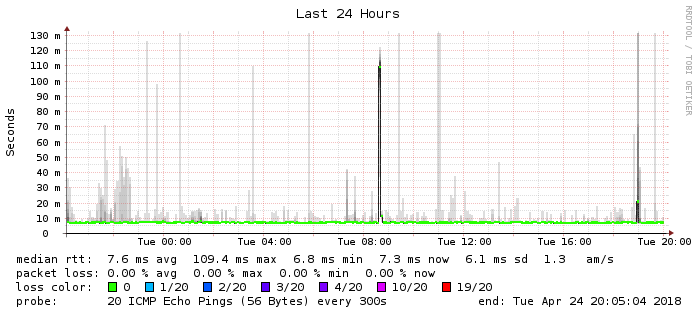 Last 24 Hours
RRDTOOL / TOBI OETIKER
Seconds
130 m
120 m
110 m
100 m
90 m
80 m
70 m
60 m
50 m
40 m
30 m
20 m
10 m
0
Tue 00:00 Tue 04:00 Tue 08:00 Tue 12:00 Tue 16:00 Tue 20:00
median rtt: 7.6 ms avg 109.4 ms max 6.8 ms min 7.3 ms now 6.1 ms sd 1.3 am/s
packet loss: 0.00 % avg 0.00 % max 0.00 % min 0.00 % now
loss color: 0 1/20 2/20 3/20 4/20 10/20 19/20
probe: 20 ICMP Echo Pings (56 Bytes) every 300s end: Tue Apr 24 20:05:04 2018